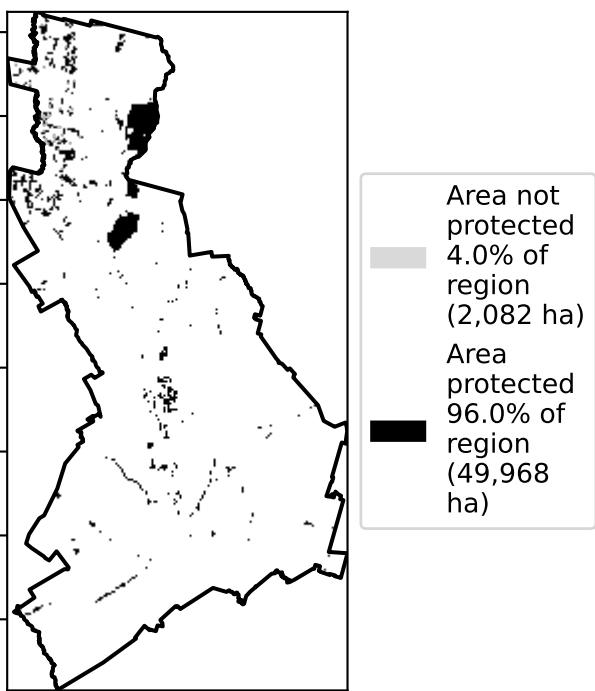 Area not
protected
4.0% of
region
(2,082 ha)
Area
protected
96.0% of
region
(49,968
ha)